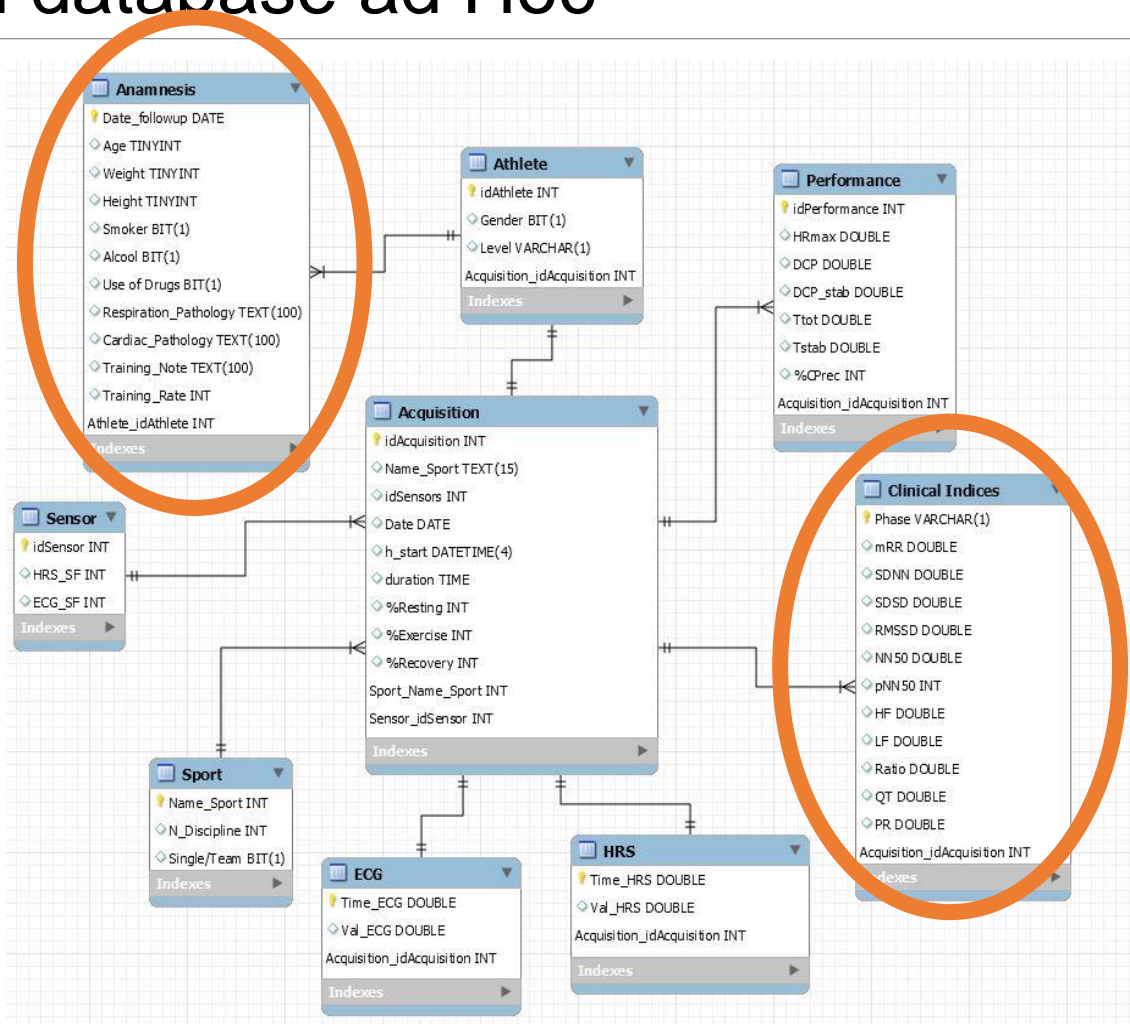 database ad Hoc
Anamnesis
Date_followup DATE
Age TINYINT
Weight TINYINT
Height TINYINT
Smoker BIT(1)
Alcool BIT(1)
Use of Drugs BIT(1)
Respiration_Pathology TEXT(100)
Cardiac_Pathology TEXT(100)
Training_Note TEXT(100)
Training_Rate INT
Athlete_idAthlete INT
Indexes
Athlete
idAthlete INT
Gender BIT(1)
Level VARCHAR(1)
Acquisition_idAcquisition INT
Indexes
Performance
idPerformance INT
HRmax DOUBLE
DCP DOUBLE
DCP_stab DOUBLE
Ttot DOUBLE
Tstab DOUBLE
%CPrec INT
Acquisition_idAcquisition INT
Indexes
Acquisition
idAcquisition INT
Name_Sport TEXT(15)
idSensors INT
Date DATE
h_start DATETIME(4)
duration TIME
%Resting INT
%Exercise INT
%Recovery INT
Sport_Name_Sport INT
Sensor_idSensor INT
Indexes
Clinical Indices
Phase VARCHAR(1)
mRR DOUBLE
SDNN DOUBLE
SDSD DOUBLE
RMSSD DOUBLE
NN50 DOUBLE
pNN50 INT
HF DOUBLE
LF DOUBLE
Ratio DOUBLE
QT DOUBLE
PR DOUBLE
Acquisition_idAcquisition INT
Indexes
Sensor
idSensor INT
HRS_SF INT
ECG_SF INT
Indexes
Sport
Name_Sport INT
N_Discipline INT
Single/Team BIT(1)
Indexes
ECG
Time_ECG DOUBLE
Val_ECG DOUBLE
Acquisition_idAcquisition INT
Indexes
HRS
Time_HRS DOUBLE
Val_HRS DOUBLE
Acquisition_idAcquisition INT
Indexes